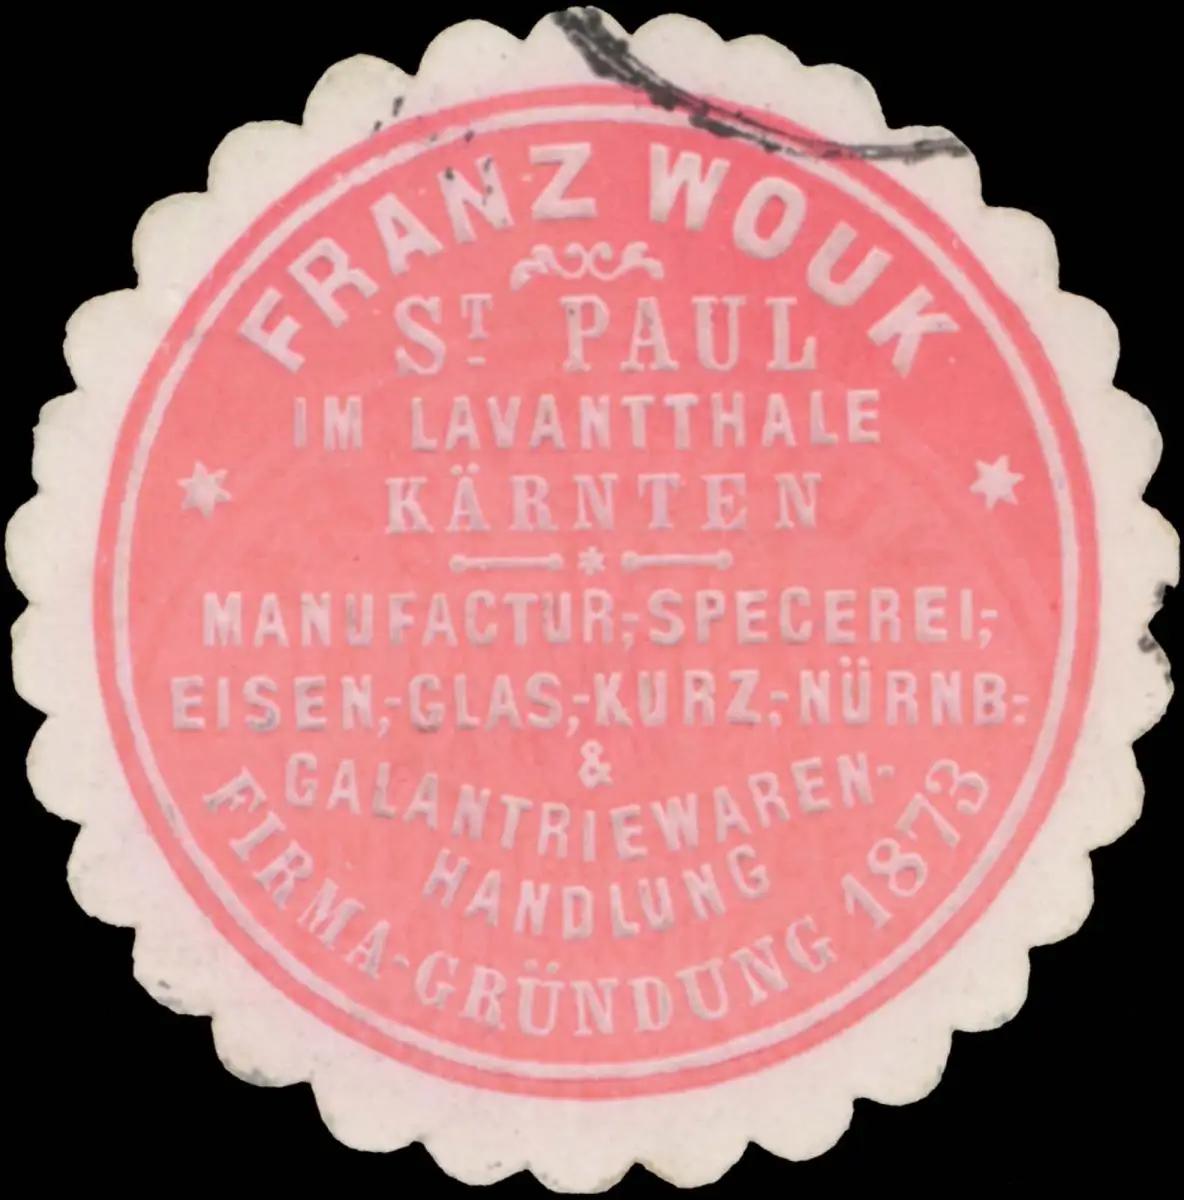 FRANZ WOUK
ST PAUL
IM LAVANTTHALE
KÄRNTEN
MANUFACTUR,-SPECEREI,-
EISEN,-GLAS,-KURZ,-NÜRNB-:
&
GALANTRIEWAREN-
HANDLUNG
FIRMA-GRÜNDUNG 1873